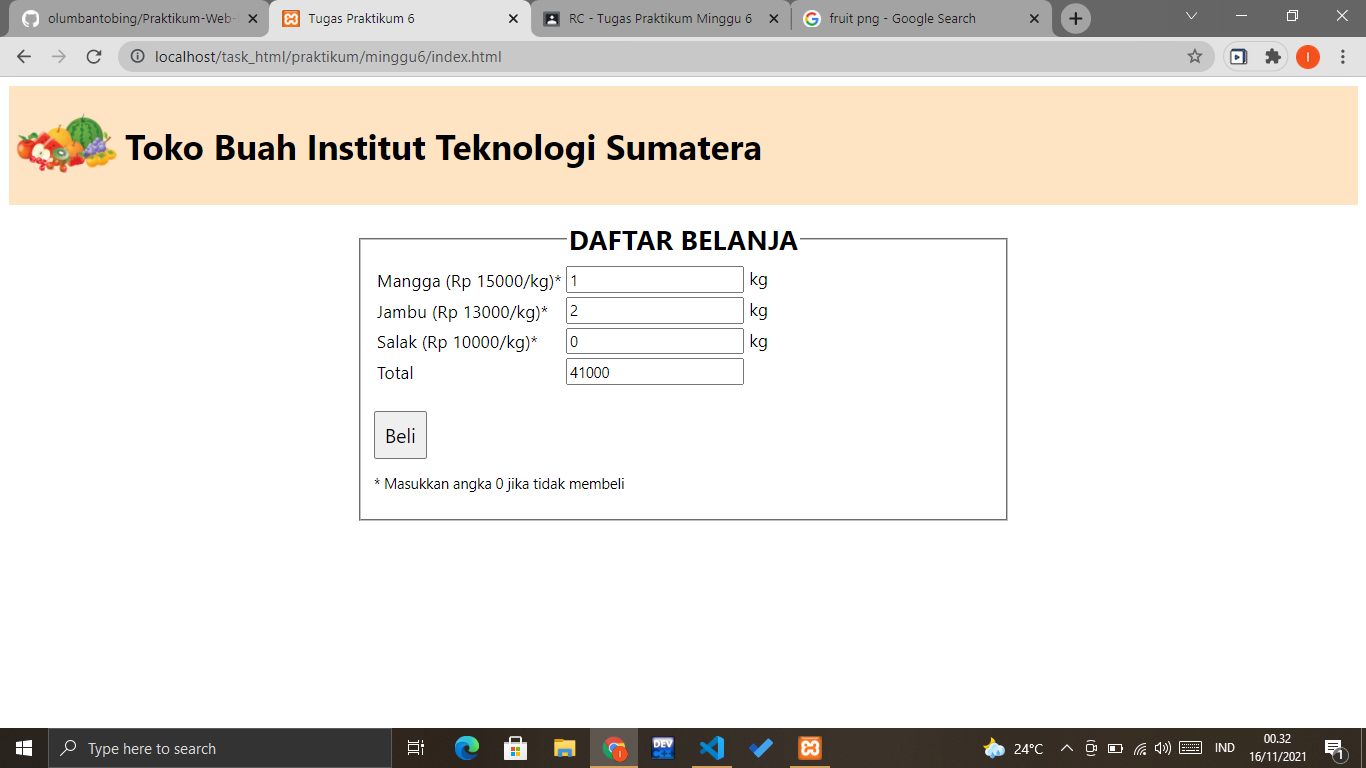 olumbantobing/Praktikum-Web-
Tugas Praktikum 6
RC - Tugas Praktikum Minggu 6
fruit png - Google Search
localhost/task_html/praktikum/minggu6/index.html
I
Toko Buah Institut Teknologi Sumatera
DAFTAR BELANJA
Mangga (Rp 15000/kg)* 1 kg
Jambu (Rp 13000/kg)* 2 kg
Salak (Rp 10000/kg)* 0 kg
Total 41000
Beli
* Masukkan angka 0 jika tidak membeli
Type here to search
DEV
24°C
IND
00.32
16/11/2021
1